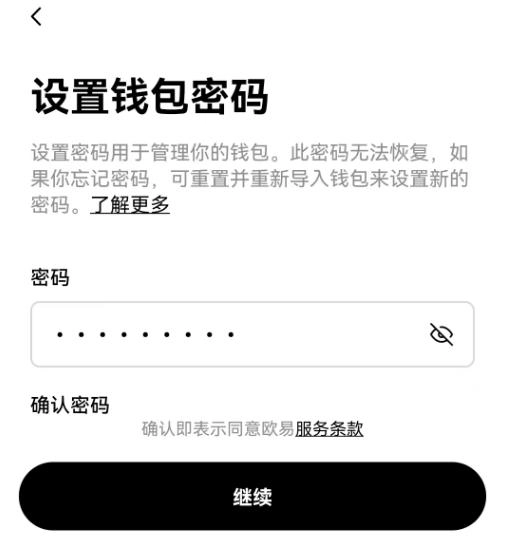 设置钱包密码
设置密码用于管理你的钱包。此密码无法恢复，如
果你忘记密码，可重置并重新导入钱包来设置新的
密码。了解更多
密码
•••••••••
确认密码
确认即表示同意欧易服务条款
继续